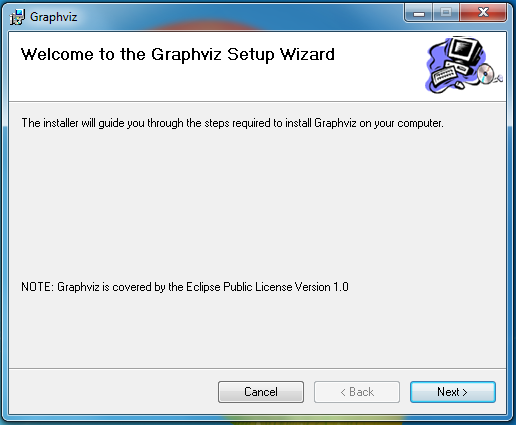 Graphviz
Welcome to the Graphviz Setup Wizard
The installer will guide you through the steps required to install Graphviz on your computer.
NOTE: Graphviz is covered by the Eclipse Public License Version 1.0
Cancel
< Back
Next >